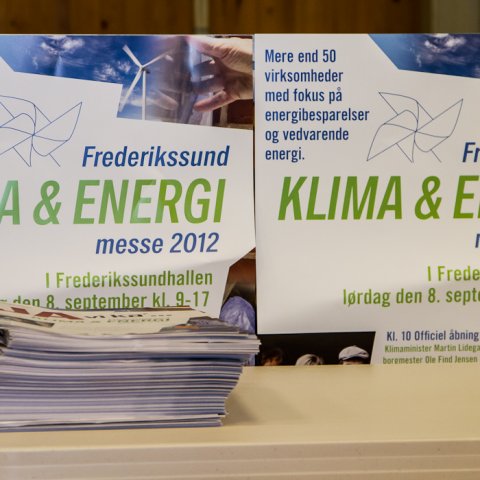 Frederikssund
A & ENERGI
messe 2012
I Frederikssundhallen
g den 8. september kl. 9-17
Mere end 50
virksomheder
med fokus på
energibesparelser
og vedvarende
energi.
Fr
KLIMA & E
m
I Frede
lørdag den 8. septe
Kl. 10 Officiel åbning
Klimaminister Martin Lidega
borgmester Ole Find Jensen
& ENERGI